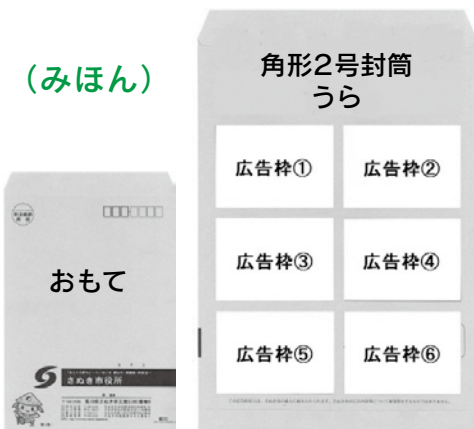 (みほん)
角形2号封筒
うら
広告枠①
広告枠②
広告枠③
広告枠④
広告枠⑤
広告枠⑥
おもて
さぬき市役所